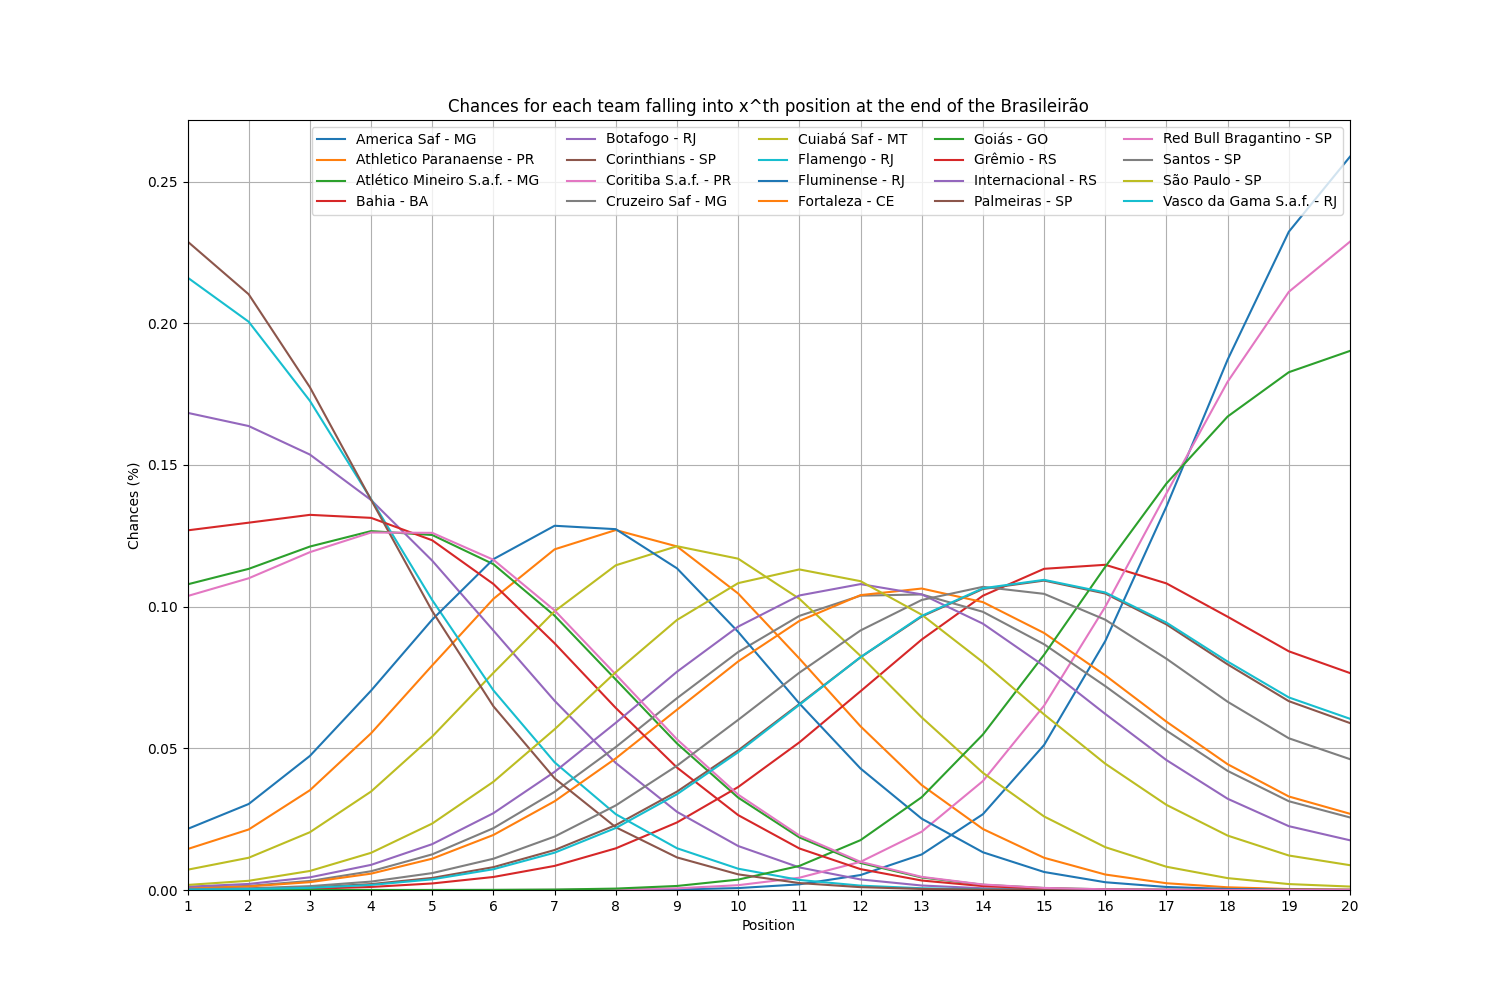 Chances for each team falling into x^th position at the end of the Brasileirão
America Saf - MG
Athletico Paranaense - PR
Atlético Mineiro S.a.f. - MG
Bahia - BA
Botafogo - RJ
Corinthians - SP
Coritiba S.a.f. - PR
Cruzeiro Saf - MG
Cuiabá Saf - MT
Flamengo - RJ
Fluminense - RJ
Fortaleza - CE
Goiás - GO
Grêmio - RS
Internacional - RS
Palmeiras - SP
Red Bull Bragantino - SP
Santos - SP
São Paulo - SP
Vasco da Gama S.a.f. - RJ
Chances (%)
0.25
0.20
0.15
0.10
0.05
0.00
1 2 3 4 5 6 7 8 9 10 11 12 13 14 15 16 17 18 19 20
Position